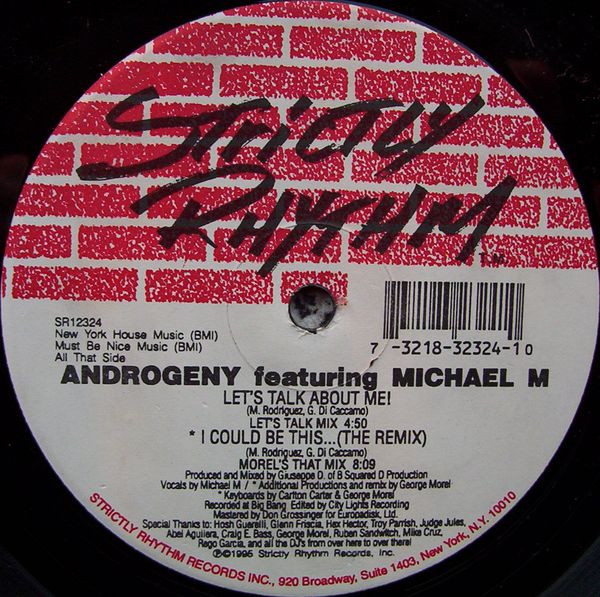 STRICTLY
RHYTHM
T.M.
SR12324
New York House Music (BMI)
Must Be Nice Music (BMI)
All That Side
7 -3218-32324-1 0
ANDROGENY featuring MICHAEL M
LET'S TALK ABOUT ME!
(M. Rodriguez, G. Di Caccamo)
LET'S TALK MIX 4:50
* I COULD BE THIS...(THE REMIX)
(M. Rodriguez, G. Di Caccamo)
MOREL'S THAT MIX 8:09
Produced and Mixed by Giuseppe D. of B Squared D Production
Vocals by Michael M / * Additional Productions and remix by George Morel
* Keyboards by Carlton Carter & George Morel
Recorded at Big Bang / Edited by City Lights Recording
Mastered by Don Grossinger for Europadisk, Ltd.
Special Thanks to: Hosh Guerelli, Glenn Friscia, Hex Hector, Troy Parrish, Judge Jules,
Abel Aguilera, Craig E. Bass, George Morel, Ruben Sandwitch, Mike Cruz,
Rego Garcia, and all the DJ's from over here to over there!
℗©1995 Strictly Rhythm Records, Inc.
STRICTLY RHYTHM RECORDS INC., 920 Broadway, Suite 1403, New York, N.Y. 10010